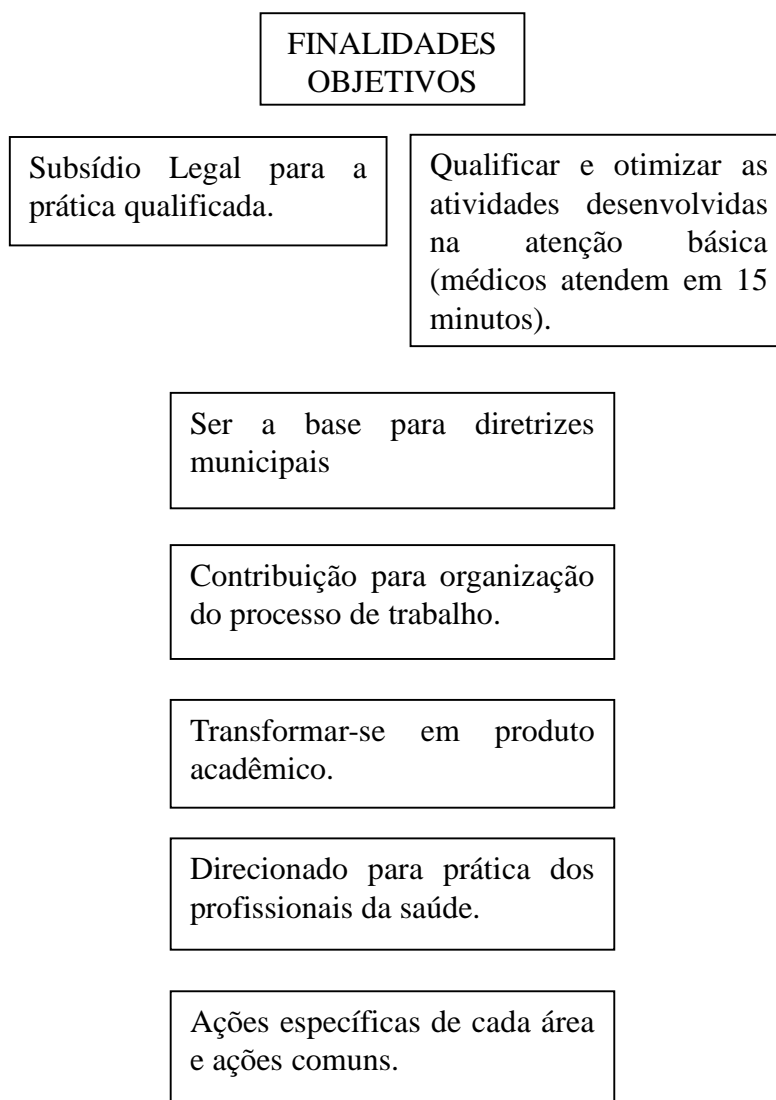 FINALIDADES
OBJETIVOS
Subsídio Legal para a
prática qualificada.
Qualificar e otimizar as
atividades desenvolvidas
na atenção básica
(médicos atendem em 15
minutos).
Ser a base para diretrizes
municipais
Contribuição para organização
do processo de trabalho.
Transformar-se em produto
acadêmico.
Direcionado para prática dos
profissionais da saúde.
Ações específicas de cada área
e ações comuns.